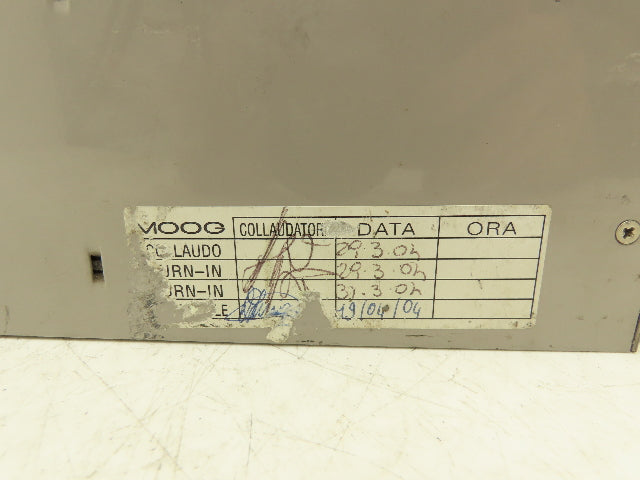 MOOG COLLAUDATOR DATA ORA
LAUDO 29.3.04
URN-IN 29.3.04
URN-IN 31.3.04
LE 19/04/04